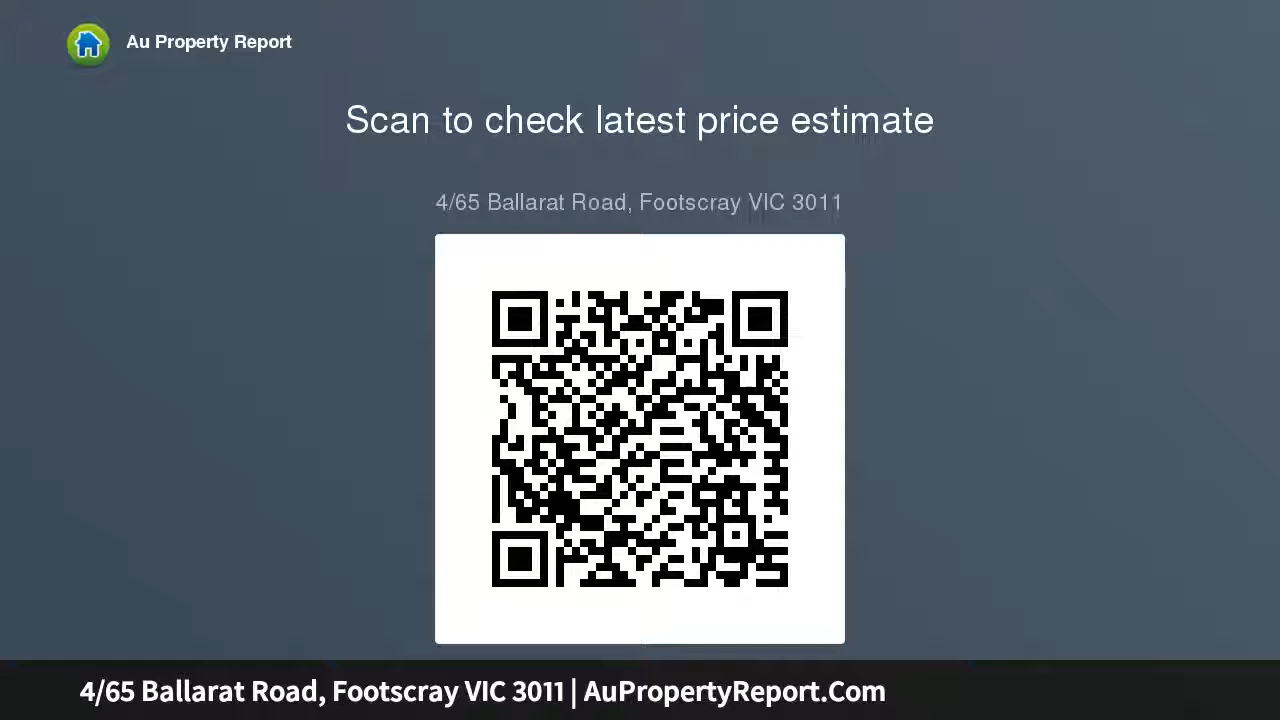 Au Property Report
Scan to check latest price estimate
4/65 Ballarat Road, Footscray VIC 3011
4/65 Ballarat Road, Footscray VIC 3011 | AuPropertyReport.Com